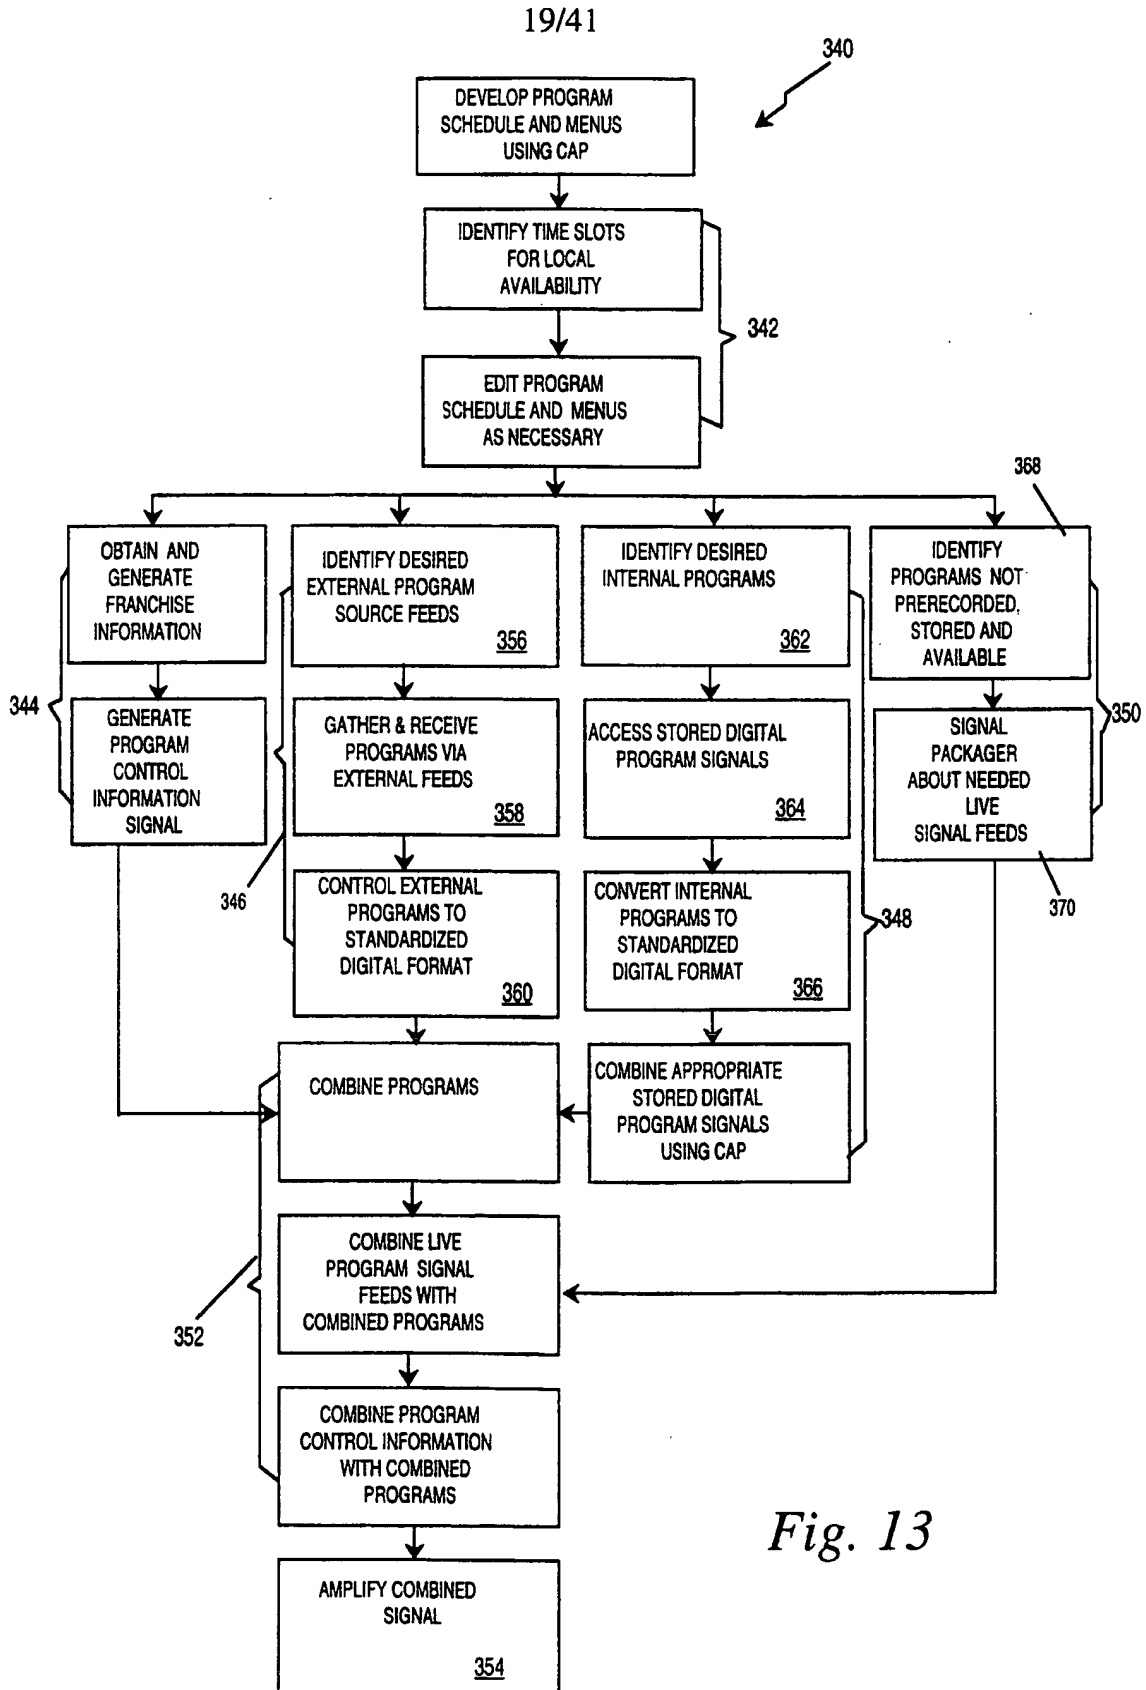 19/41
340
DEVELOP PROGRAM
SCHEDULE AND MENUS
USING CAP
IDENTIFY TIME SLOTS
FOR LOCAL
AVAILABILITY
342
EDIT PROGRAM
SCHEDULE AND MENUS
AS NECESSARY
368
OBTAIN AND
GENERATE
FRANCHISE
INFORMATION
IDENTIFY DESIRED
EXTERNAL PROGRAM
SOURCE FEEDS
356
IDENTIFY DESIRED
INTERNAL PROGRAMS
362
IDENTIFY
PROGRAMS NOT
PRERECORDED,
STORED AND
AVAILABLE
344
350
GENERATE
PROGRAM
CONTROL
INFORMATION
SIGNAL
GATHER & RECEIVE
PROGRAMS VIA
EXTERNAL FEEDS
358
ACCESS STORED DIGITAL
PROGRAM SIGNALS
364
SIGNAL
PACKAGER
ABOUT NEEDED
LIVE
SIGNAL FEEDS
346
CONTROL EXTERNAL
PROGRAMS TO
STANDARDIZED
DIGITAL FORMAT
360
CONVERT INTERNAL
PROGRAMS TO
STANDARDIZED
DIGITAL FORMAT
366
348
370
COMBINE PROGRAMS
COMBINE APPROPRIATE
STORED DIGITAL
PROGRAM SIGNALS
USING CAP
COMBINE LIVE
PROGRAM SIGNAL
FEEDS WITH
COMBINED PROGRAMS
352
COMBINE PROGRAM
CONTROL INFORMATION
WITH COMBINED
PROGRAMS
Fig. 13
AMPLIFY COMBINED
SIGNAL
354